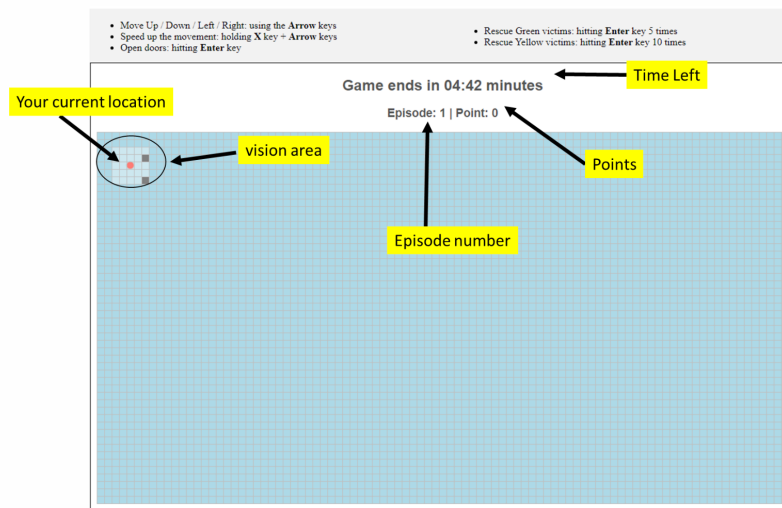 • Move Up / Down / Left / Right: using the Arrow keys
• Speed up the movement: holding X key + Arrow keys
• Open doors: hitting Enter key
• Rescue Green victims: hitting Enter key 5 times
• Rescue Yellow victims: hitting Enter key 10 times
Time Left
Game ends in 04:42 minutes
Your current location
Episode: 1 | Point: 0
vision area
Points
Episode number